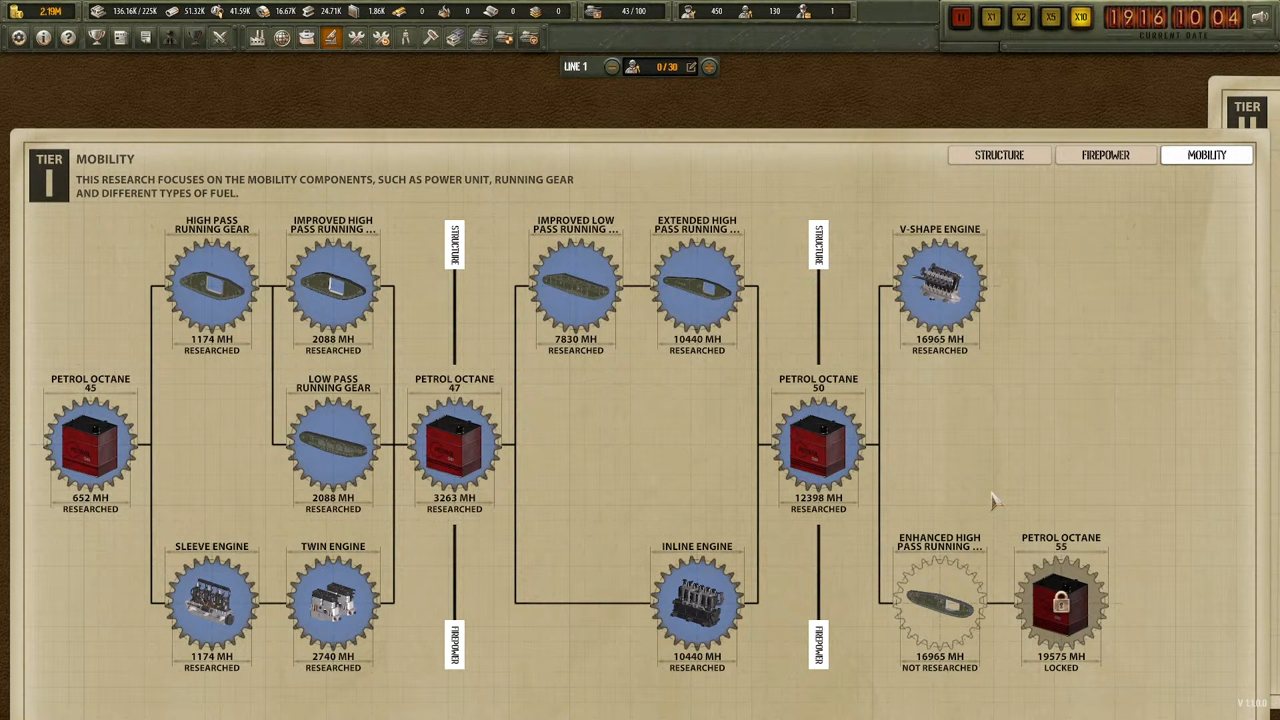 2.19M 136.16K / 225K 51.32K 41.59K 16.67K 24.71K 1.86K 0 0 0 0 43 / 100 450 130 1
X1 X2 X5 X10 1916 10 04
CURRENT DATE
LINE 1 0/30
TIER
II
TIER
I
MOBILITY
THIS RESEARCH FOCUSES ON THE MOBILITY COMPONENTS, SUCH AS POWER UNIT, RUNNING GEAR
AND DIFFERENT TYPES OF FUEL.
STRUCTURE FIREPOWER MOBILITY
HIGH PASS
RUNNING GEAR
1174 MH
RESEARCHED
IMPROVED HIGH
PASS RUNNING ...
2088 MH
RESEARCHED
STRUCTURE
IMPROVED LOW
PASS RUNNING ...
7830 MH
RESEARCHED
EXTENDED HIGH
PASS RUNNING ...
10440 MH
RESEARCHED
STRUCTURE
V-SHAPE ENGINE
16965 MH
RESEARCHED
PETROL OCTANE
45
652 MH
RESEARCHED
LOW PASS
RUNNING GEAR
2088 MH
RESEARCHED
PETROL OCTANE
47
3263 MH
RESEARCHED
PETROL OCTANE
50
12398 MH
RESEARCHED
SLEEVE ENGINE
1174 MH
RESEARCHED
TWIN ENGINE
2740 MH
RESEARCHED
FIREPOWER
INLINE ENGINE
10440 MH
RESEARCHED
FIREPOWER
ENHANCED HIGH
PASS RUNNING ...
16965 MH
NOT RESEARCHED
PETROL OCTANE
55
19575 MH
LOCKED
V 1.1.0.0